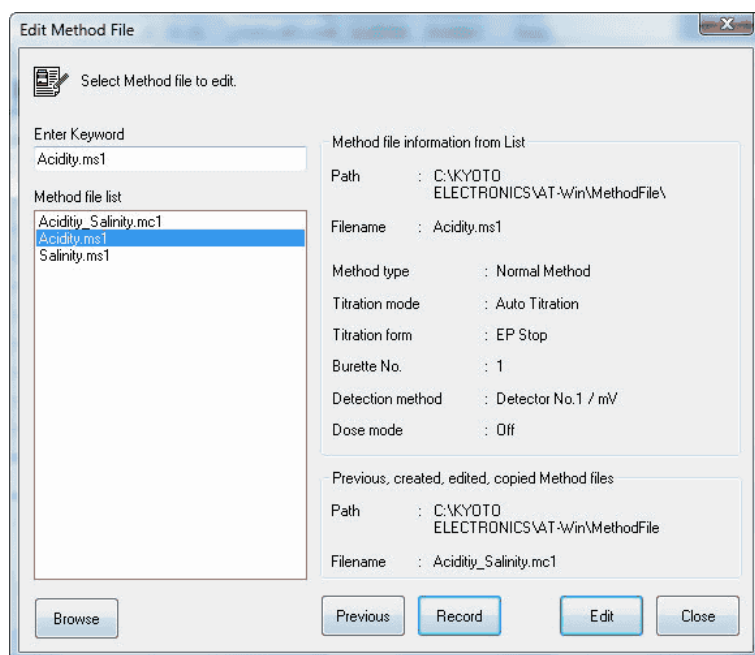 Edit Method File
Select Method file to edit.
Enter Keyword
Acidity.ms1
Method file list
Aciditiy_Salinity.mc1
Acidity.ms1
Salinity.ms1
Browse
Method file information from List
Path : C:\KYOTO
ELECTRONICS\AT-Win\MethodFile\
Filename : Acidity.ms1
Method type : Normal Method
Titration mode : Auto Titration
Titration form : EP Stop
Burette No. : 1
Detection method : Detector No.1 / mV
Dose mode : Off
Previous, created, edited, copied Method files
Path : C:\KYOTO
ELECTRONICS\AT-Win\MethodFile
Filename : Aciditiy_Salinity.mc1
Previous Record Edit Close